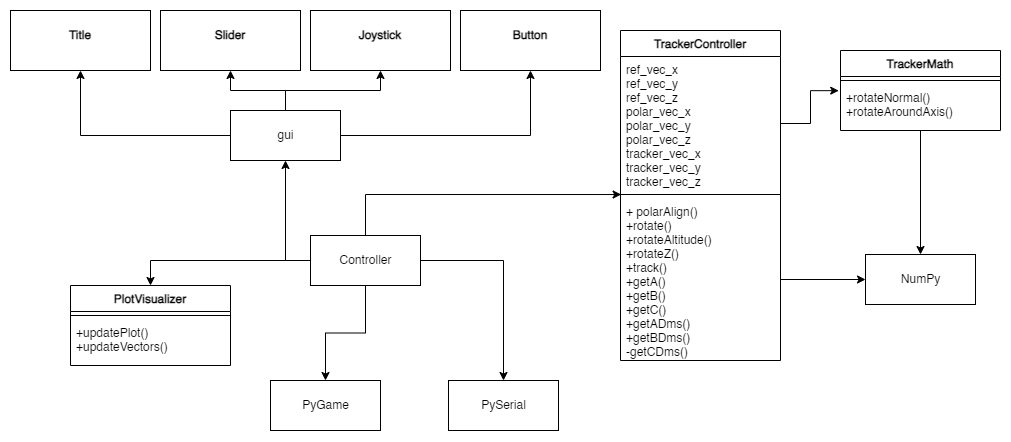 Title
Slider
Joystick
Button
gui
TrackerController
ref_vec_x
ref_vec_y
ref_vec_z
polar_vec_x
polar_vec_y
polar_vec_z
tracker_vec_x
tracker_vec_y
tracker_vec_z
+ polarAlign()
+rotate()
+rotateAltitude()
+rotateZ()
+track()
+getA()
+getB()
+getC()
+getADms()
+getBDms()
-getCDms()
TrackerMath
+rotateNormal()
+rotateAroundAxis()
Controller
NumPy
PlotVisualizer
+updatePlot()
+updateVectors()
PyGame
PySerial